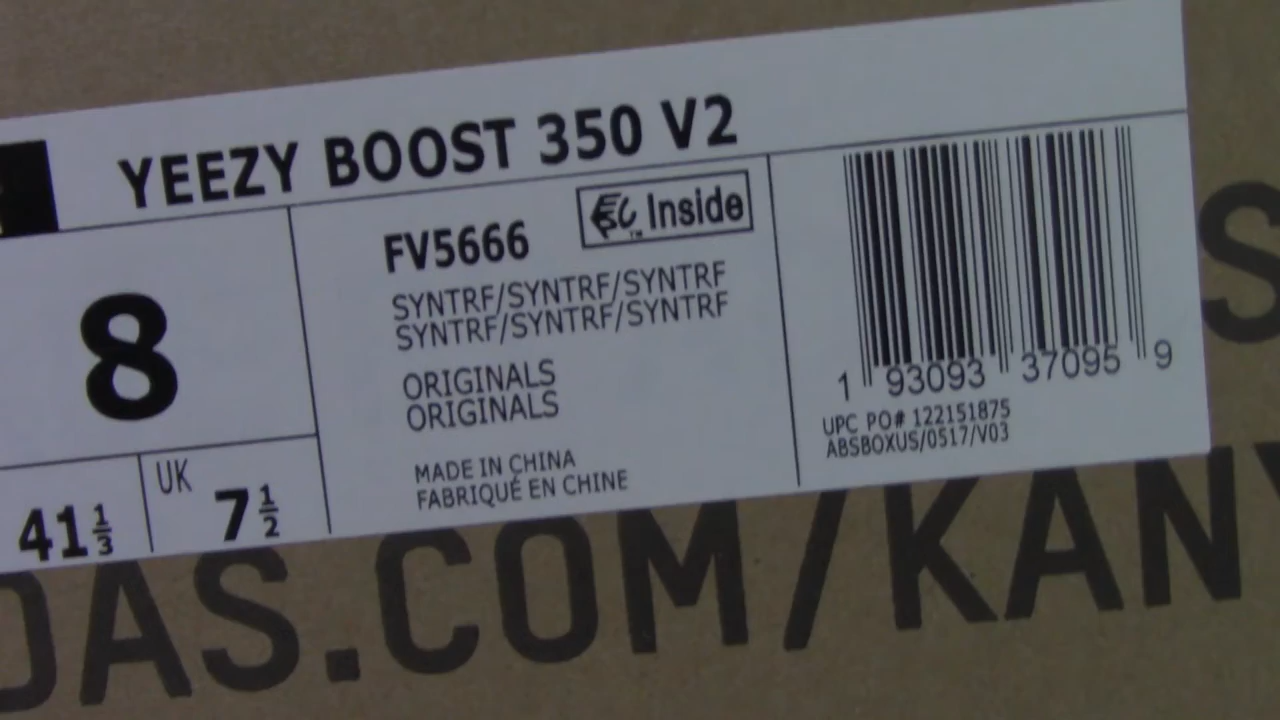 YEEZY BOOST 350 V2
8
41 1/3
UK
7 1/2
FV5666
Inside
SYNTRF/SYNTRF/SYNTRF
SYNTRF/SYNTRF/SYNTRF
ORIGINALS
ORIGINALS
MADE IN CHINA
FABRIQUÉ EN CHINE
1 93093 37095 9
UPC PO# 122151875
ABSBOXUS/0517/V03
DAS.COM/KAN
S